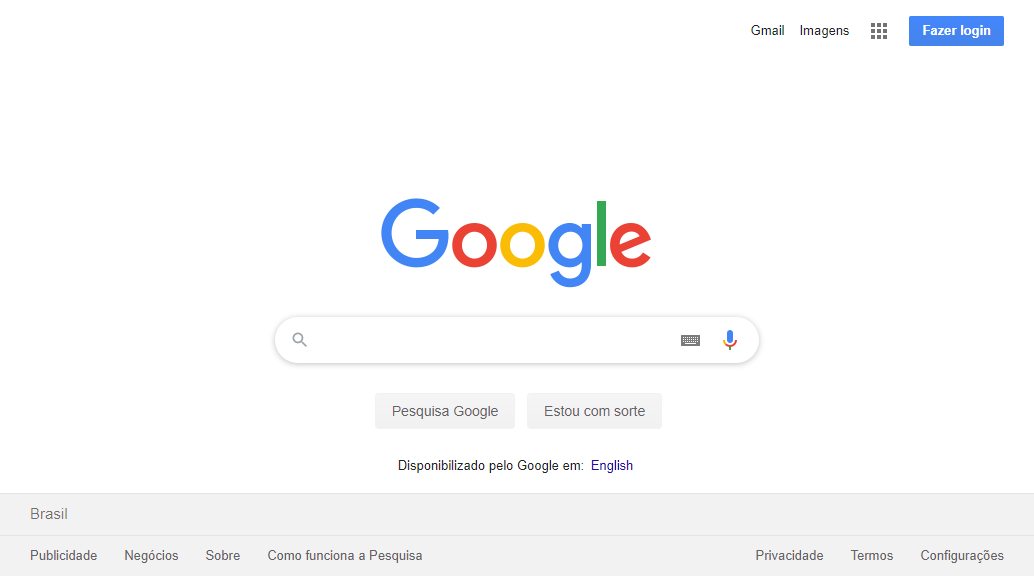 Gmail Imagens Fazer login
Google
Pesquisa Google Estou com sorte
Disponibilizado pelo Google em: English
Brasil
Publicidade Negócios Sobre Como funciona a Pesquisa Privacidade Termos Configurações